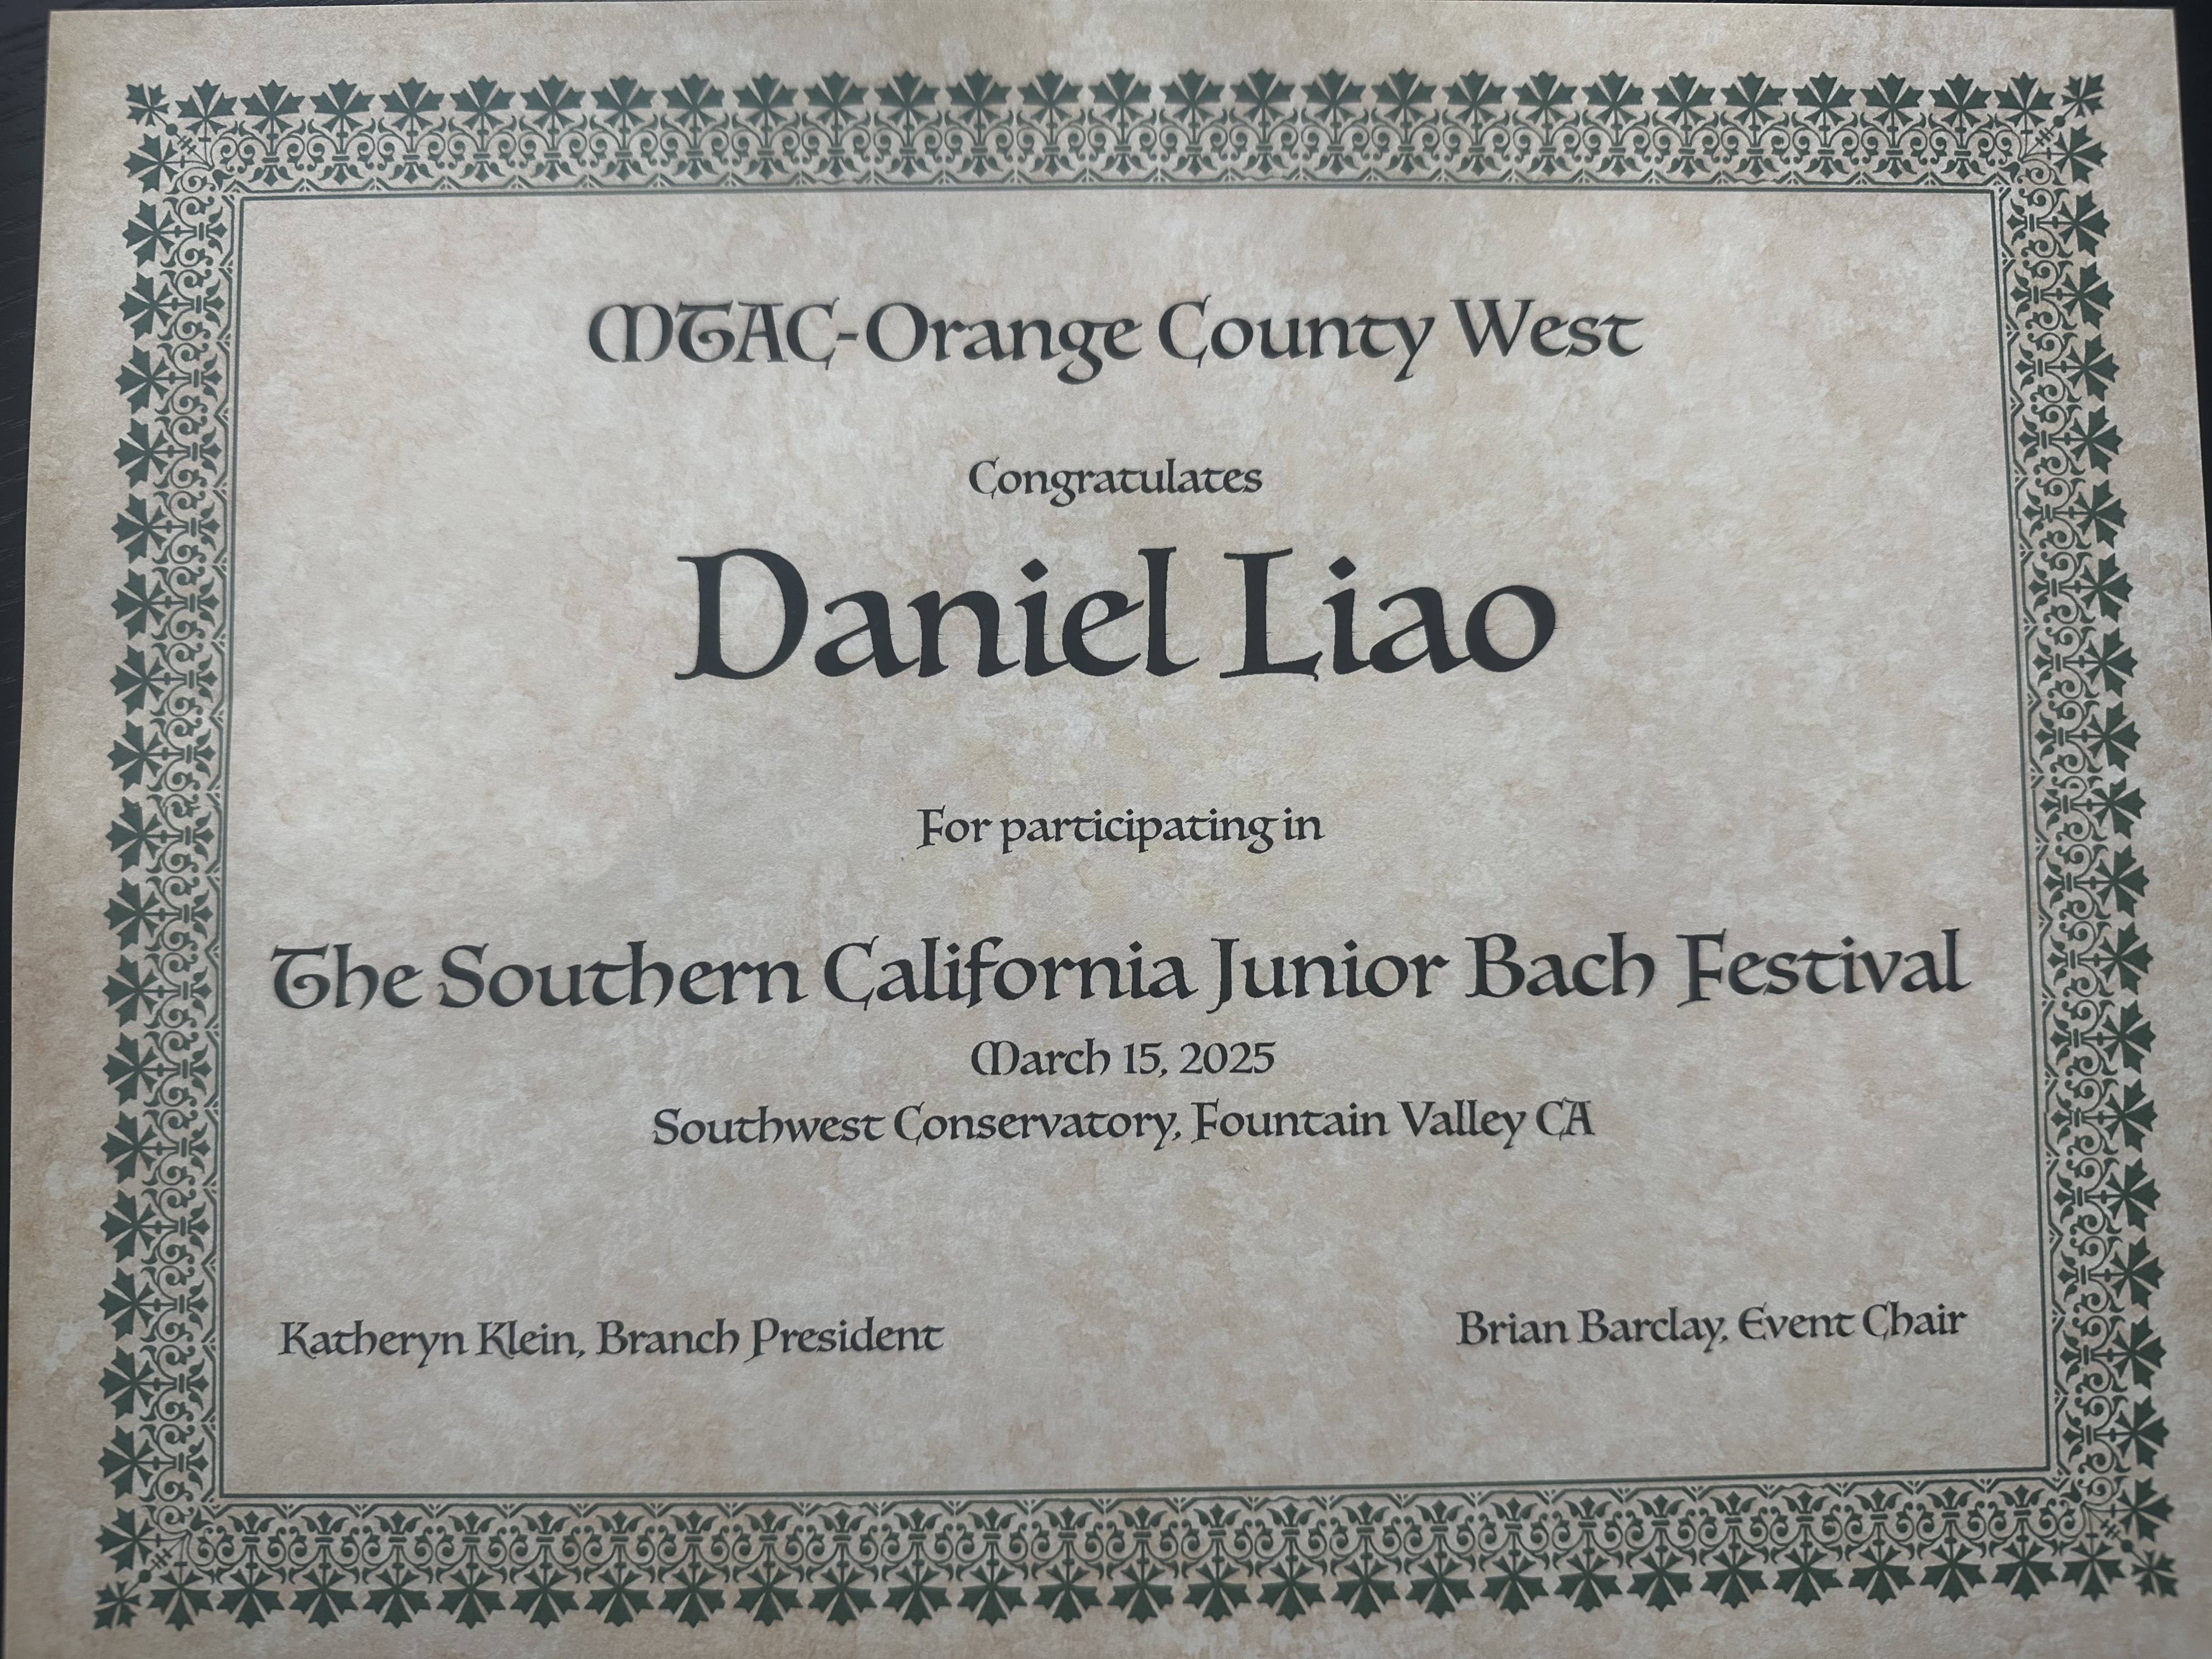 MTAC-Orange County West
Congratulates
Daniel Liao
For participating in
The Southern California Junior Bach Festival
March 15, 2025
Southwest Conservatory, Fountain Valley CA
Katheryn Klein, Branch President
Brian Barclay, Event Chair